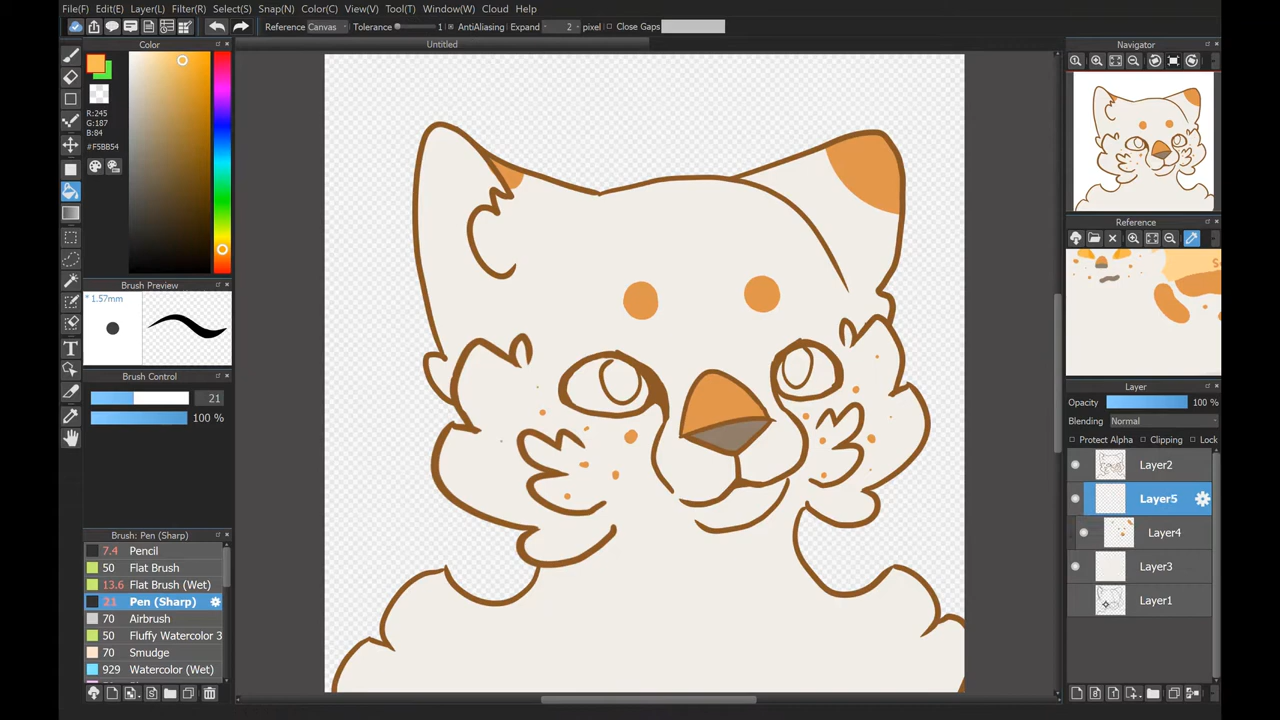 File(F) Edit(E) Layer(L) Filter(R) Select(S) Snap(N) Color(C) View(V) Tool(T) Window(W) Cloud Help
Reference Canvas Tolerance 1 AntiAliasing Expand 2 pixel Close Gaps
Untitled
Color
R:245
G:187
B:84
#F5BB54
Brush Preview
* 1.57mm
Brush Control
21
100 %
Brush: Pen (Sharp)
7.4 Pencil
50 Flat Brush
13.6 Flat Brush (Wet)
21 Pen (Sharp)
70 Airbrush
50 Fluffy Watercolor 3
70 Smudge
929 Watercolor (Wet)
Navigator
Reference
Layer
Opacity 100 %
Blending Normal
Protect Alpha Clipping Lock
Layer2
Layer5
Layer4
Layer3
Layer1